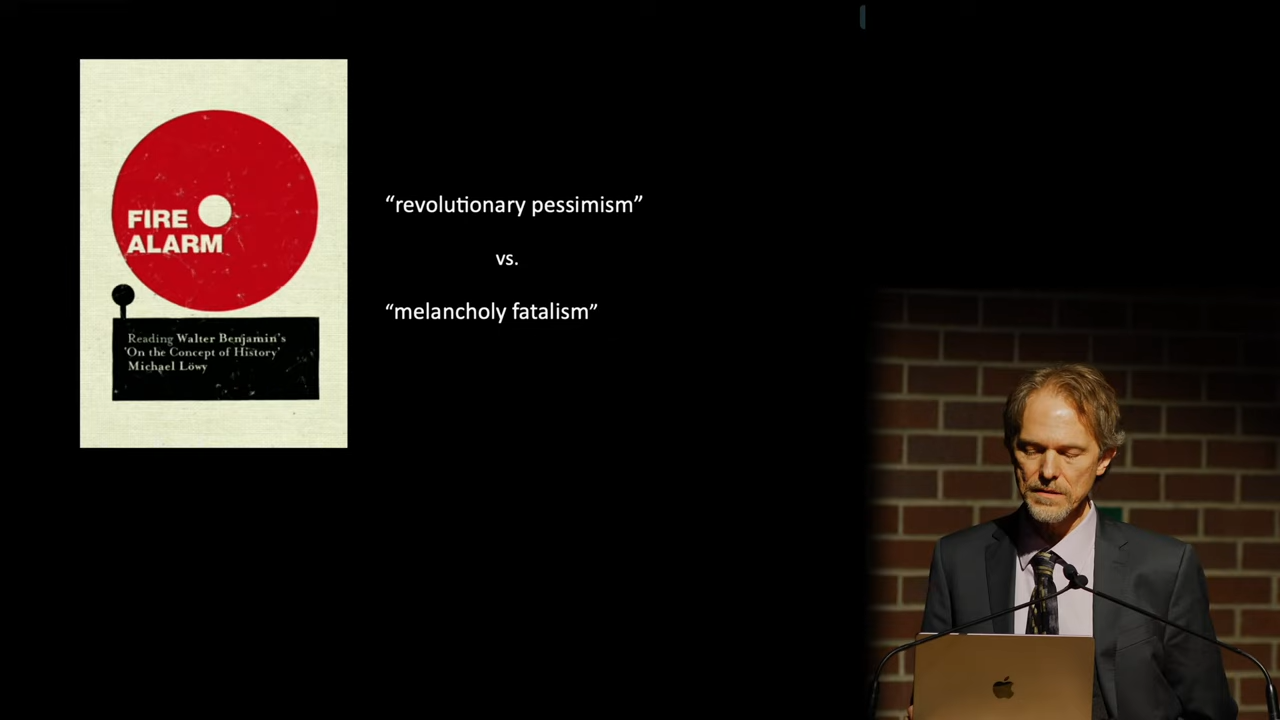 FIRE
ALARM
Reading Walter Benjamin's
'On the Concept of History'
Michael Löwy
“revolutionary pessimism”
vs.
“melancholy fatalism”